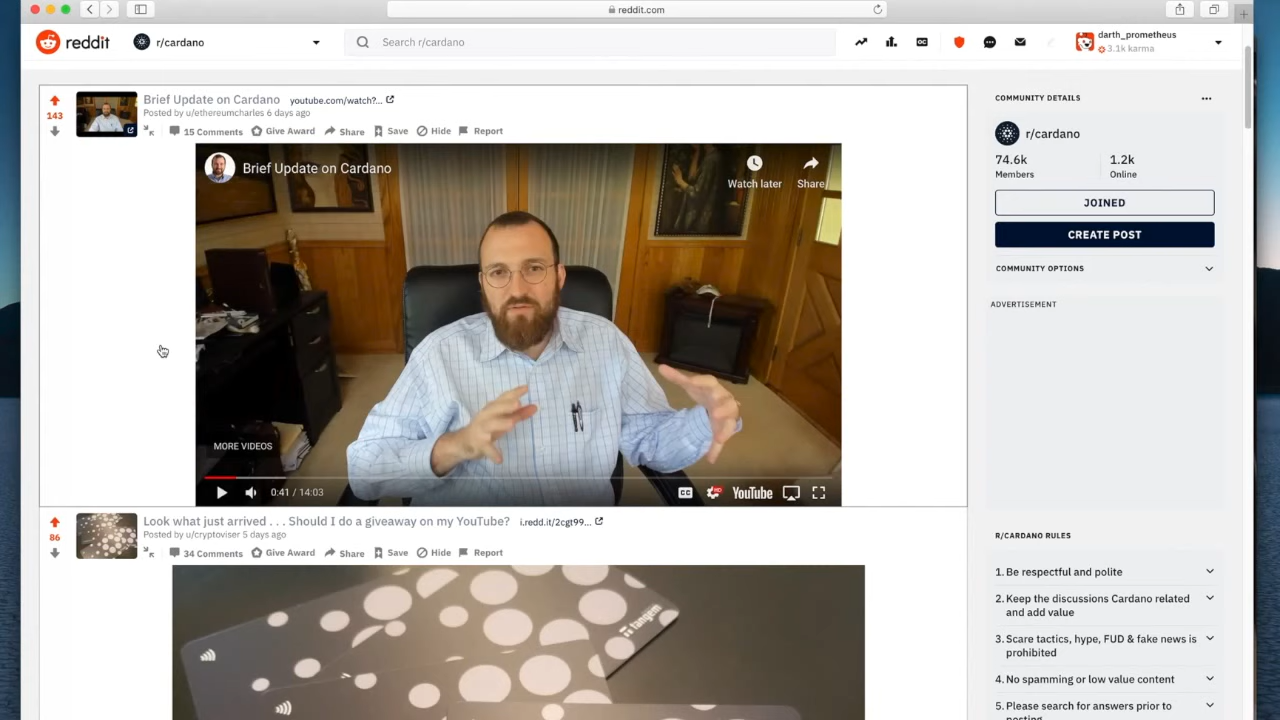 reddit.com
reddit
r/cardano
Search r/cardano
darth_prometheus
3.1k karma
143
Brief Update on Cardano youtube.com/watch?...
Posted by u/ethereumcharles 6 days ago
15 Comments Give Award Share Save Hide Report
Brief Update on Cardano
Watch later
Share
MORE VIDEOS
0:41 / 14:03
CC
HD
YouTube
86
Look what just arrived . . . Should I do a giveaway on my YouTube? i.redd.it/2cgt99...
Posted by u/cryptoviser 5 days ago
34 Comments Give Award Share Save Hide Report
tangem
COMMUNITY DETAILS
r/cardano
74.6k
Members
1.2k
Online
JOINED
CREATE POST
COMMUNITY OPTIONS
ADVERTISEMENT
R/CARDANO RULES
1. Be respectful and polite
2. Keep the discussions Cardano related
and add value
3. Scare tactics, hype, FUD & fake news is
prohibited
4. No spamming or low value content
5. Please search for answers prior to
posting